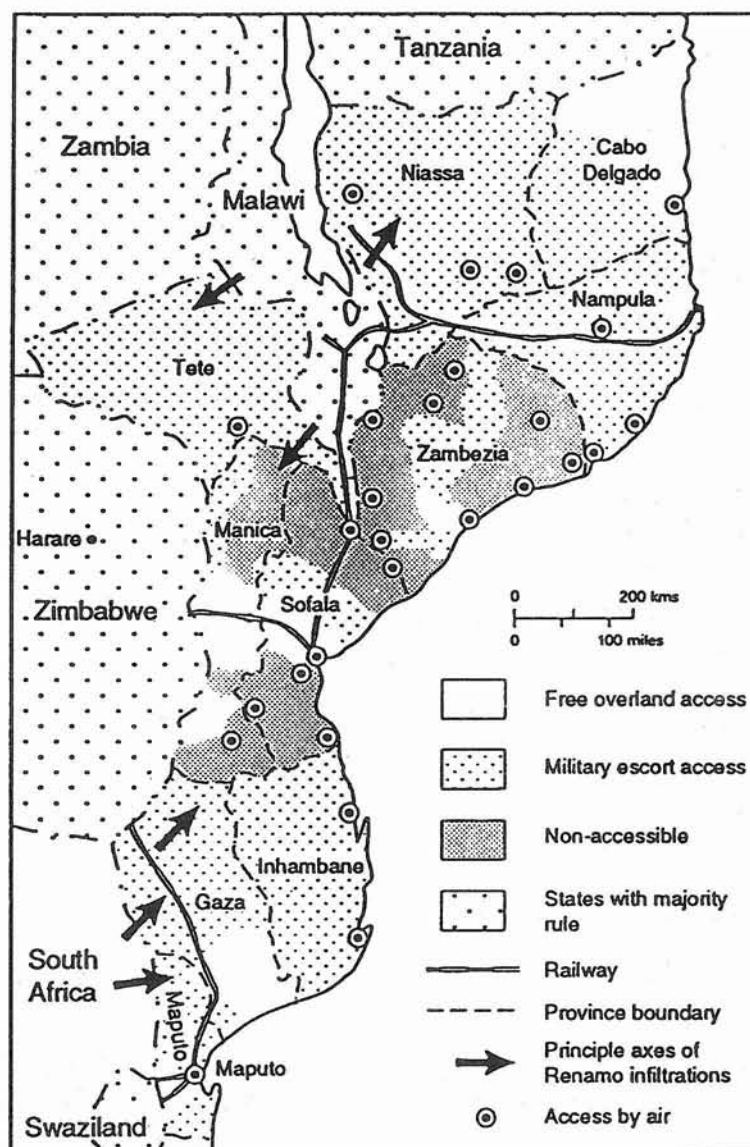 Tanzania
Zambia
Cabo
Delgado
Niassa
Malawi
Nampula
Tete
Zambezia
Manica
Harare
Sofala
Zimbabwe
0 200 kms
0 100 miles
Free overland access
Military escort access
Non-accessible
Inhambane
Gaza
States with majority
rule
South
Africa
Railway
Maputo
Province boundary
Principle axes of
Renamo infiltrations
Maputo
Access by air
Swaziland